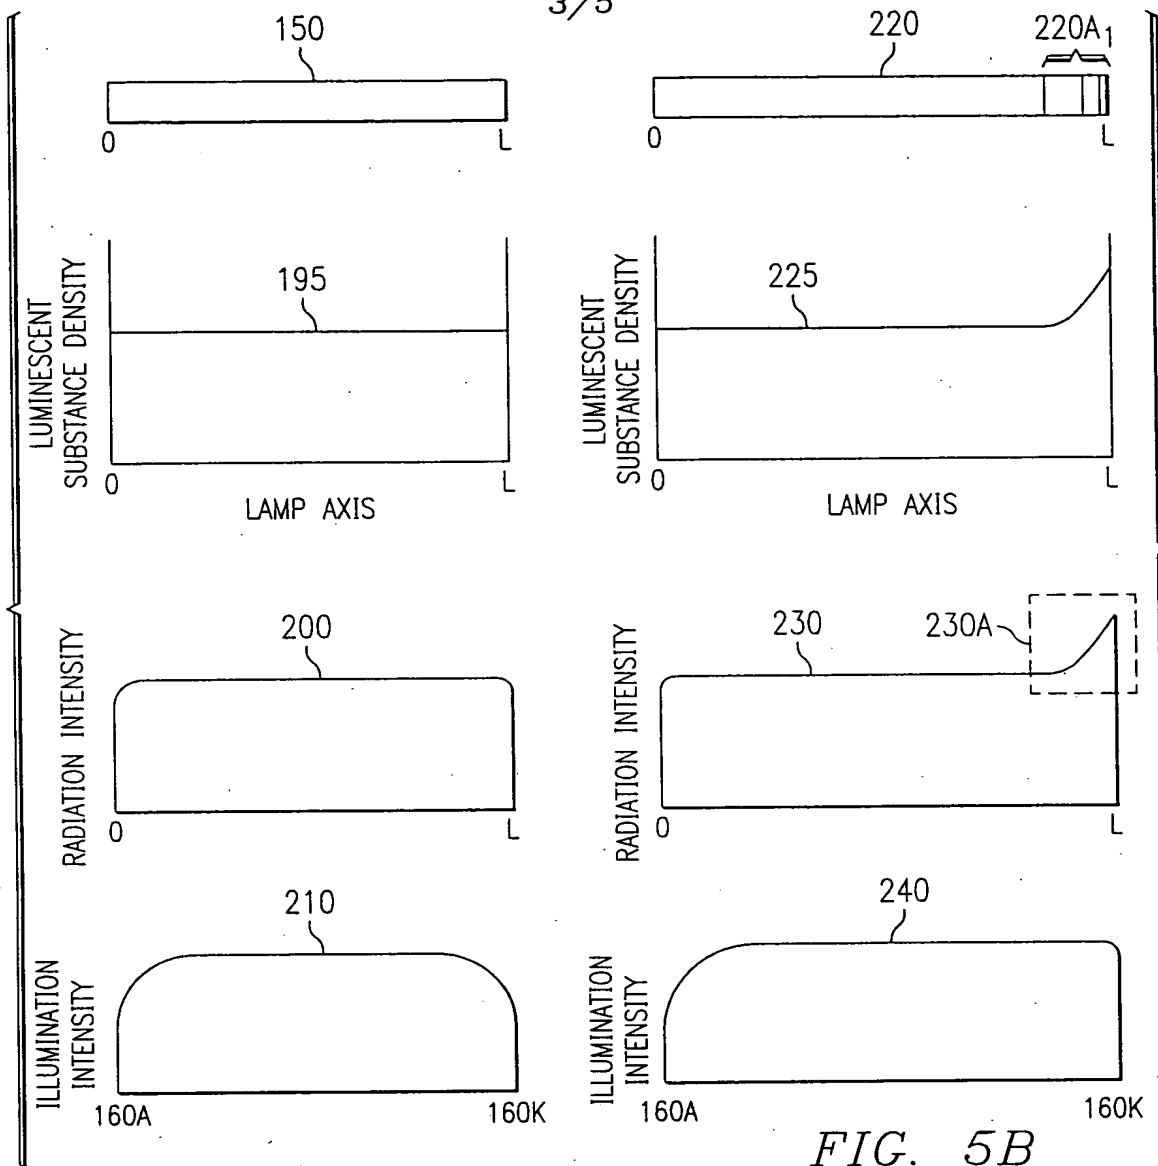 3/5
150
0 L
220 220A1
0 L
LUMINESCENT
SUBSTANCE DENSITY
195
0 L
LAMP AXIS
LUMINESCENT
SUBSTANCE DENSITY
225
0 L
LAMP AXIS
RADIATION INTENSITY
200
0 L
RADIATION INTENSITY
230 230A
0 L
ILLUMINATION
INTENSITY
210
160A 160K
ILLUMINATION
INTENSITY
240
160A 160K
FIG. 5B